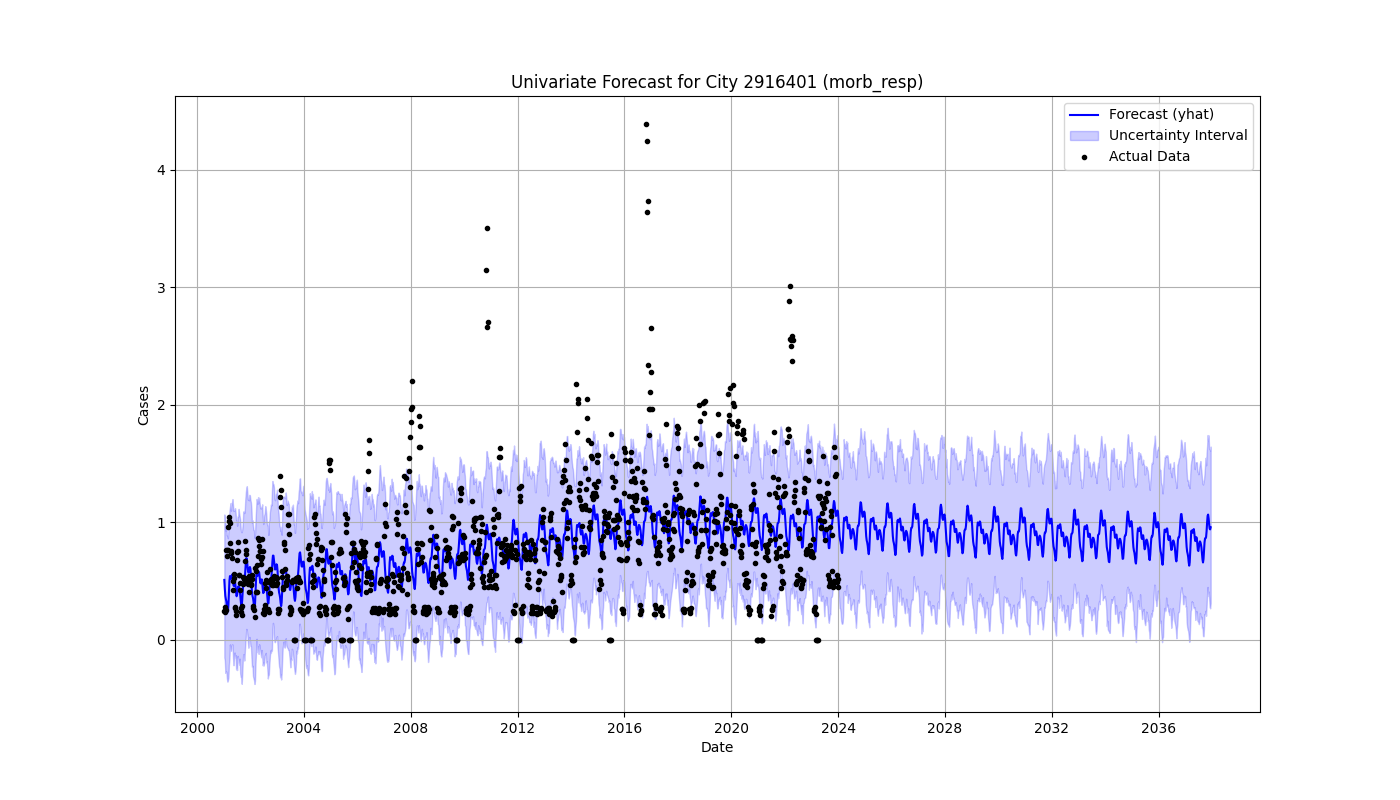 Univariate Forecast for City 2916401 (morb_resp)
Forecast (yhat)
Uncertainty Interval
Actual Data
Cases
4
3
2
1
0
2000 2004 2008 2012 2016 2020 2024 2028 2032 2036
Date